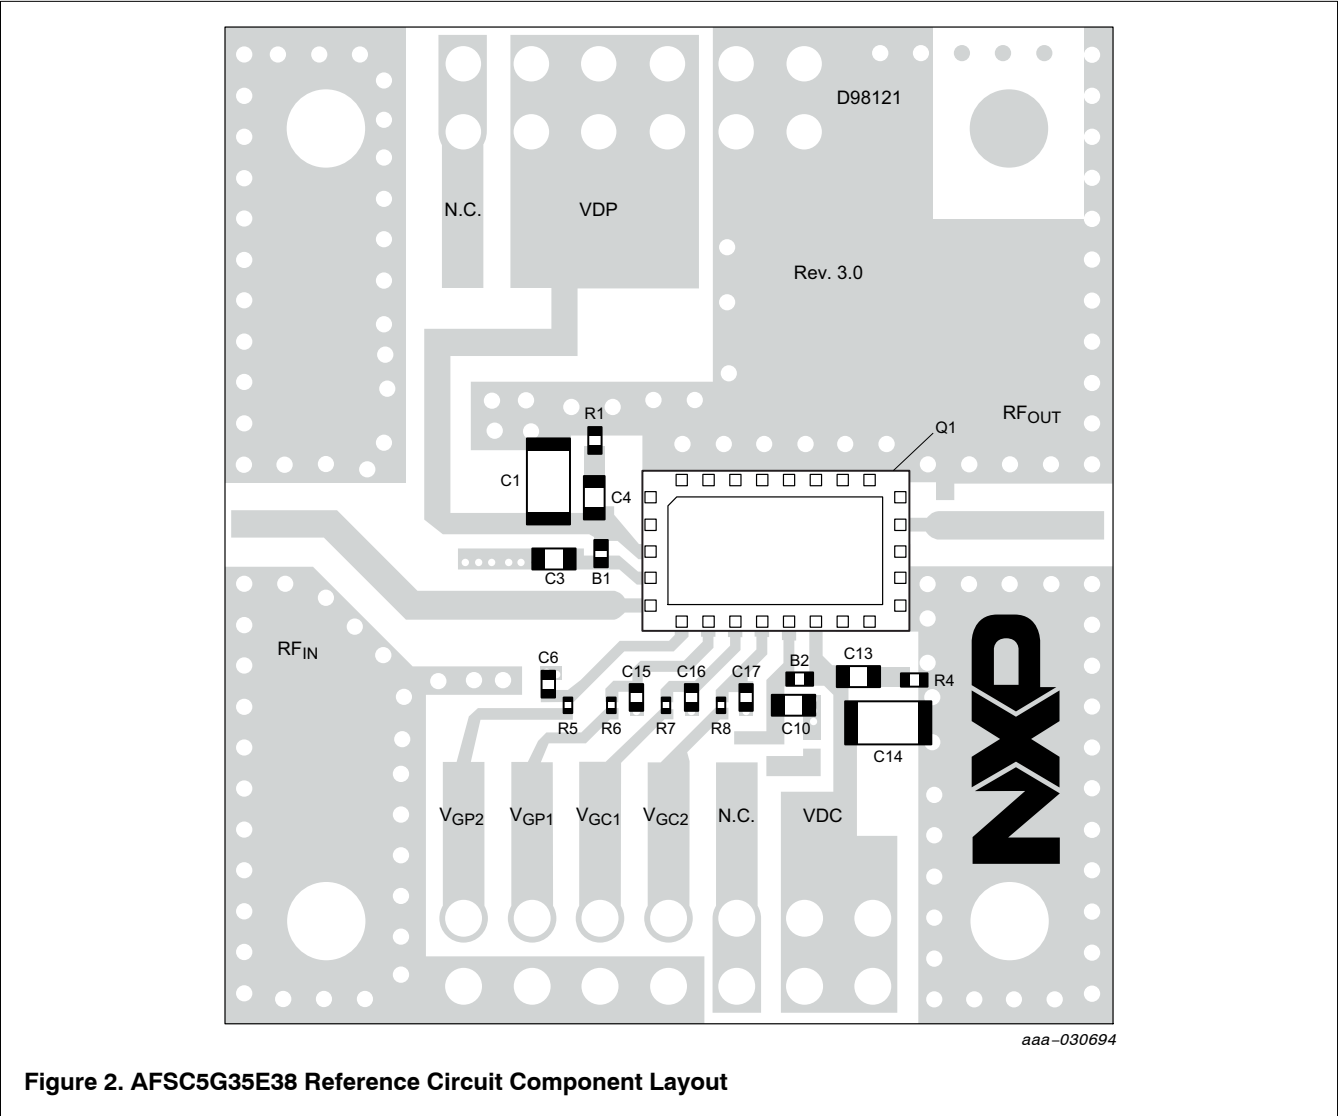 D98121
N.C.
VDP
Rev. 3.0
RFOUT
R1
Q1
C1
C4
C3
B1
RFIN
C6
C15
C16
C17
B2
C13
R4
R5
R6
R7
R8
C10
C14
NXP
VGP2
VGP1
VGC1
VGC2
N.C.
VDC
aaa−030694
Figure 2. AFSC5G35E38 Reference Circuit Component Layout